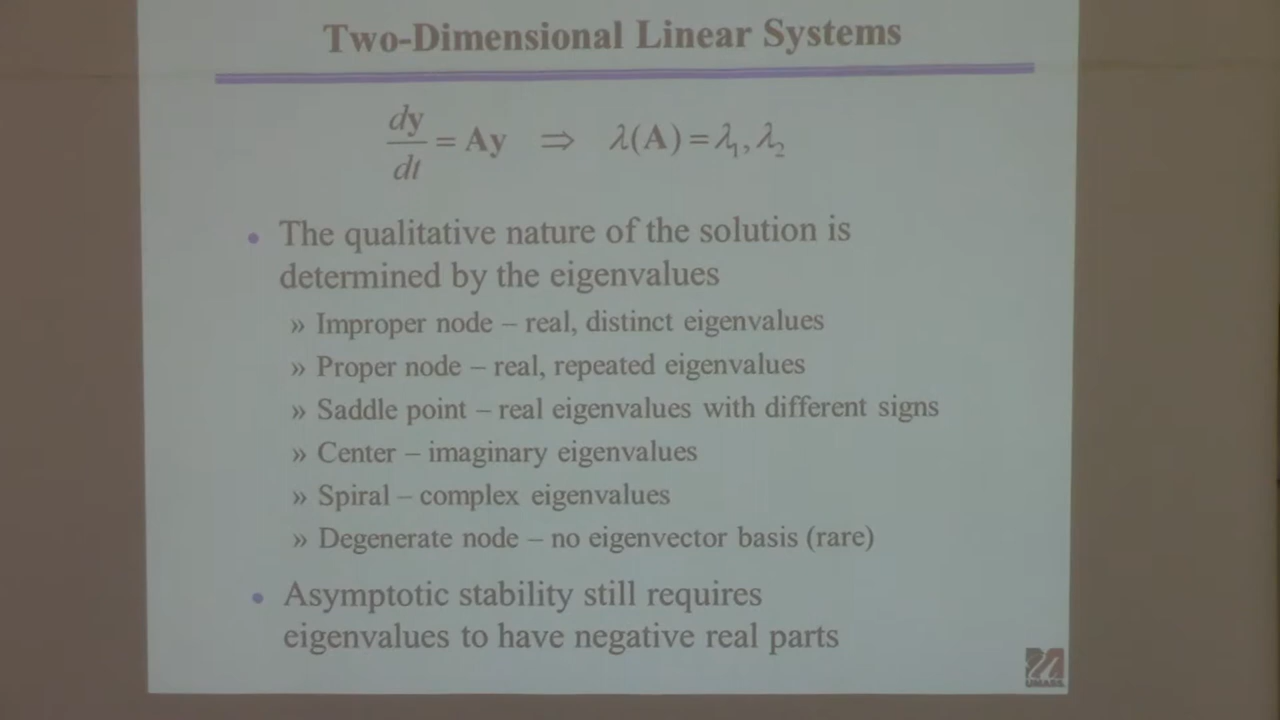 Two-Dimensional Linear Systems
dy/dt = Ay ⇒ λ(A) = λ₁, λ₂
• The qualitative nature of the solution is
determined by the eigenvalues
» Improper node – real, distinct eigenvalues
» Proper node – real, repeated eigenvalues
» Saddle point – real eigenvalues with different signs
» Center – imaginary eigenvalues
» Spiral – complex eigenvalues
» Degenerate node – no eigenvector basis (rare)
• Asymptotic stability still requires
eigenvalues to have negative real parts
UMASS